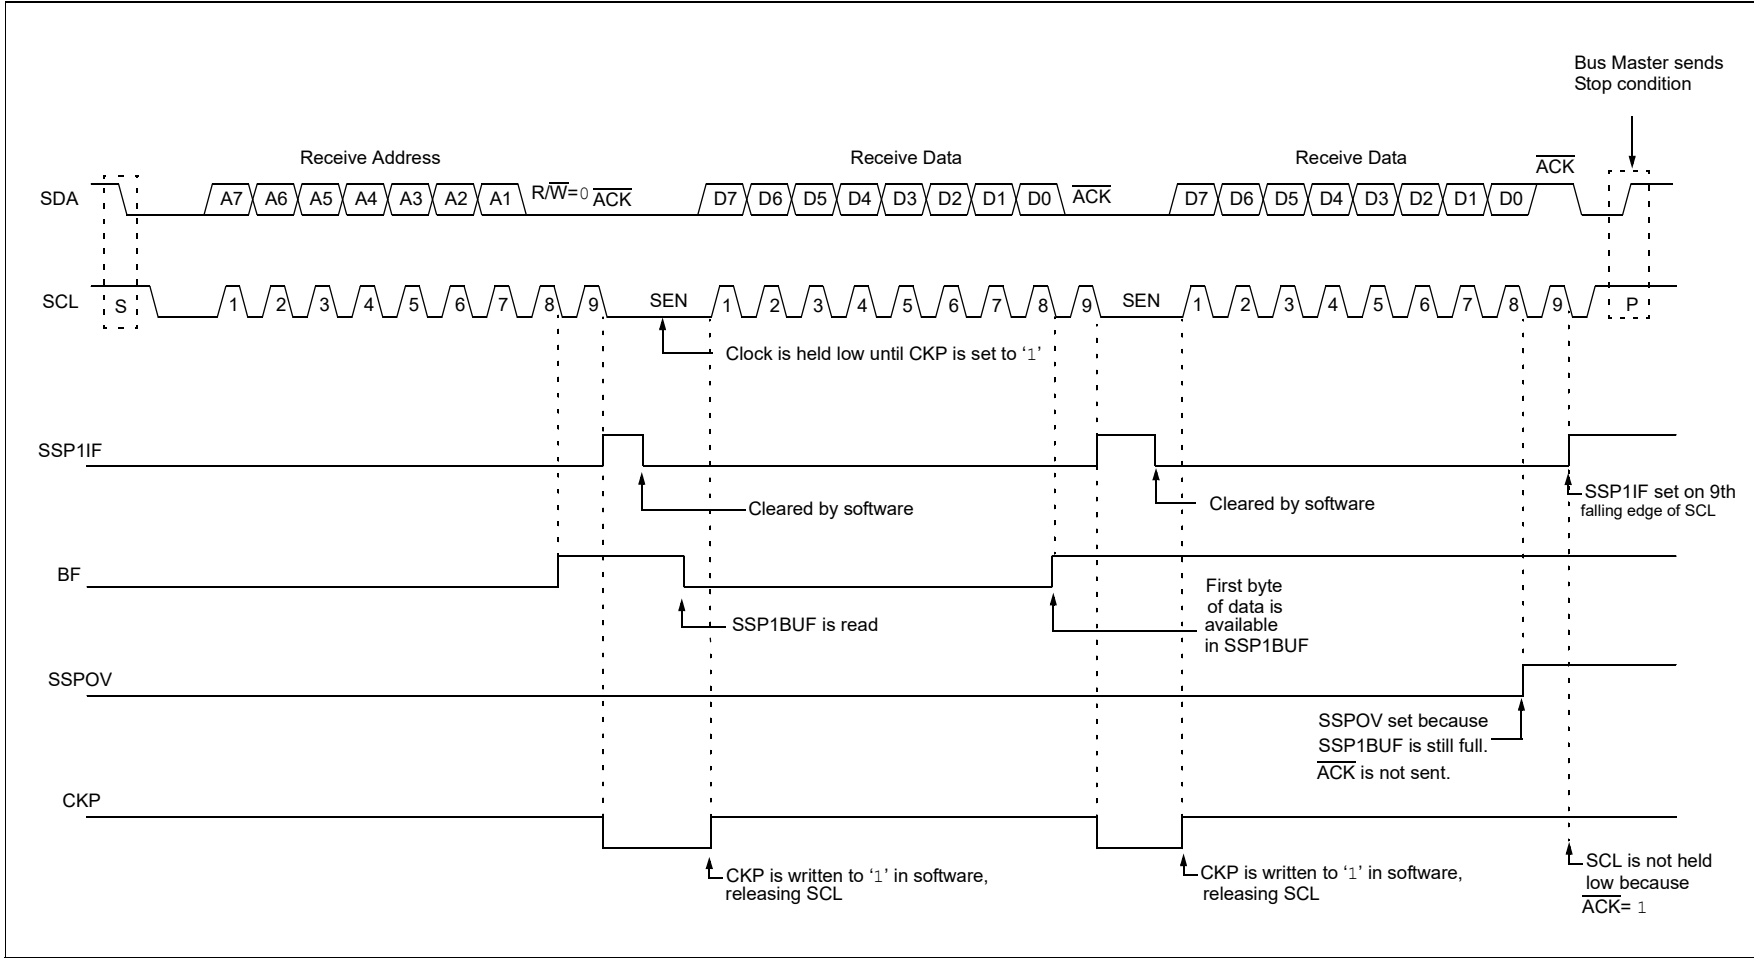 Bus Master sends
Stop condition
Receive Address
Receive Data
Receive Data
ACK
SDA
A7 A6 A5 A4 A3 A2 A1 R/W=0 ACK
D7 D6 D5 D4 D3 D2 D1 D0 ACK
D7 D6 D5 D4 D3 D2 D1 D0
SCL
S
1 2 3 4 5 6 7 8 9 SEN
1 2 3 4 5 6 7 8 9 SEN
1 2 3 4 5 6 7 8 9
P
Clock is held low until CKP is set to ‘1’
SSP1IF
Cleared by software
Cleared by software
SSP1IF set on 9th
falling edge of SCL
BF
SSP1BUF is read
First byte
of data is
available
in SSP1BUF
SSPOV
SSPOV set because
SSP1BUF is still full.
ACK is not sent.
CKP
CKP is written to ‘1’ in software,
releasing SCL
CKP is written to ‘1’ in software,
releasing SCL
SCL is not held
low because
ACK= 1